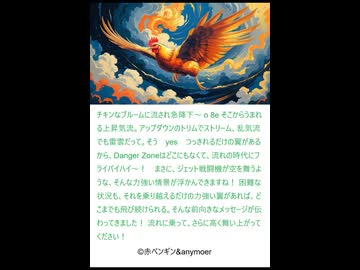 チキンなプルームに流され急降下〜 o 8e そこからうまれ
る上昇気流。アップダウンのトリムでストリーム、乱気流
でも雷雲だって。そう　yes　つっきれるだけの翼があ
るから、Danger Zoneはどこにもなくて、流れの時代にフ
ライバイハイ〜！　まさに、ジェット戦闘機が空を舞うよ
うな、そんな力強い情景が浮かんできますね！ 困難な
状況も、それを乗り越えるだけの力強い翼があれば、ど
こまでも飛び続けられる。そんな前向きなメッセージが伝
わってきました！ 流れに乗って、さらに高く舞い上がって
ください！
©赤ペンギン&anymoer